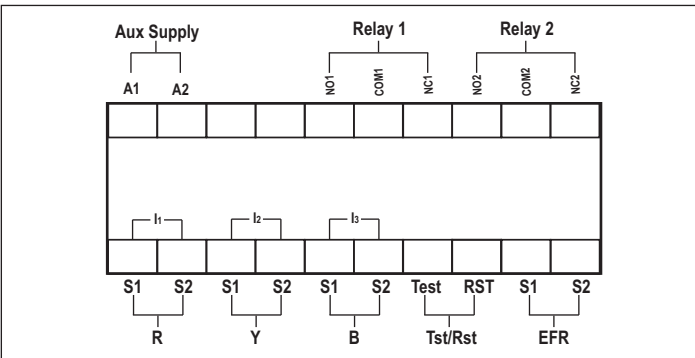 Aux Supply Relay 1 Relay 2
A1 A2 NO1 COM1 NC1 NO2 COM2 NC2
I1 I2 I3
S1 S2 S1 S2 S1 S2 Test RST S1 S2
R Y B Tst/Rst EFR